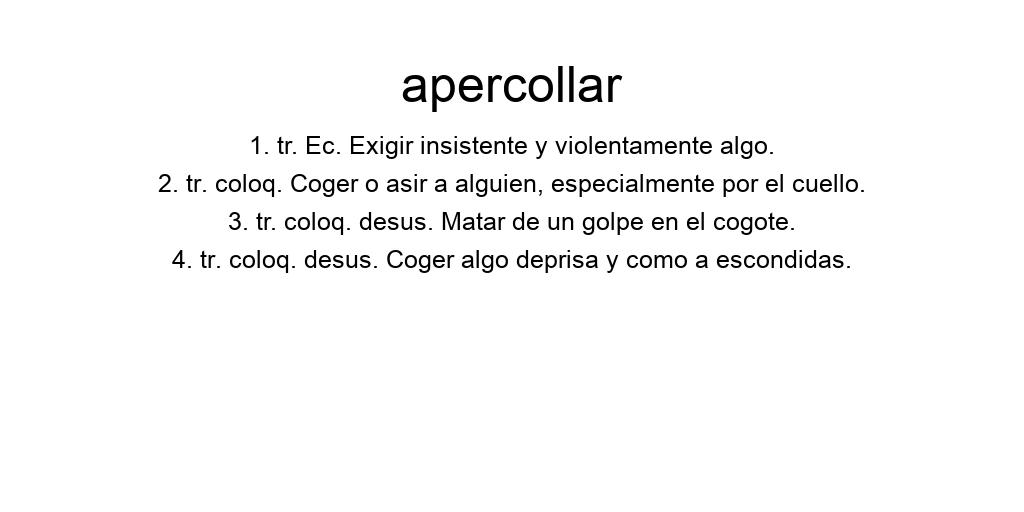 apercollar
1. tr. Ec. Exigir insistente y violentamente algo.
2. tr. coloq. Coger o asir a alguien, especialmente por el cuello.
3. tr. coloq. desus. Matar de un golpe en el cogote.
4. tr. coloq. desus. Coger algo deprisa y como a escondidas.